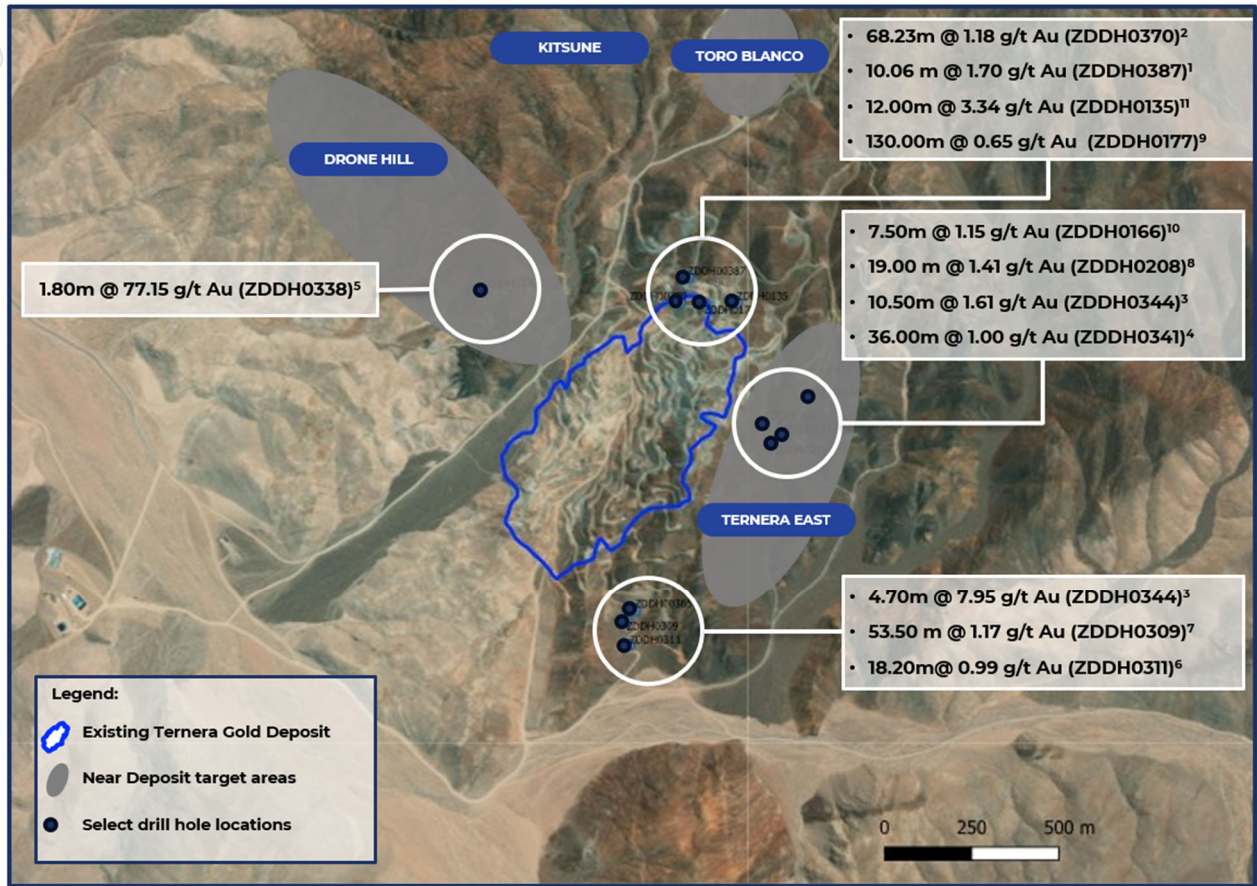 KITSUNE
TORO BLANCO
DRONE HILL
• 68.23m @ 1.18 g/t Au (ZDDH0370)²
• 10.06 m @ 1.70 g/t Au (ZDDH0387)¹
• 12.00m @ 3.34 g/t Au (ZDDH0135)¹¹
• 130.00m @ 0.65 g/t Au (ZDDH0177)⁹
• 7.50m @ 1.15 g/t Au (ZDDH0166)¹⁰
• 19.00 m @ 1.41 g/t Au (ZDDH0208)⁸
• 10.50m @ 1.61 g/t Au (ZDDH0344)³
• 36.00m @ 1.00 g/t Au (ZDDH0341)⁴
1.80m @ 77.15 g/t Au (ZDDH0338)⁵
ZDDH00387
TERNERA EAST
ZDDH0309
ZDDH0311
• 4.70m @ 7.95 g/t Au (ZDDH0344)³
• 53.50 m @ 1.17 g/t Au (ZDDH0309)⁷
• 18.20m@ 0.99 g/t Au (ZDDH0311)⁶
Legend:
Existing Ternera Gold Deposit
Near Deposit target areas
Select drill hole locations
0 250 500 m